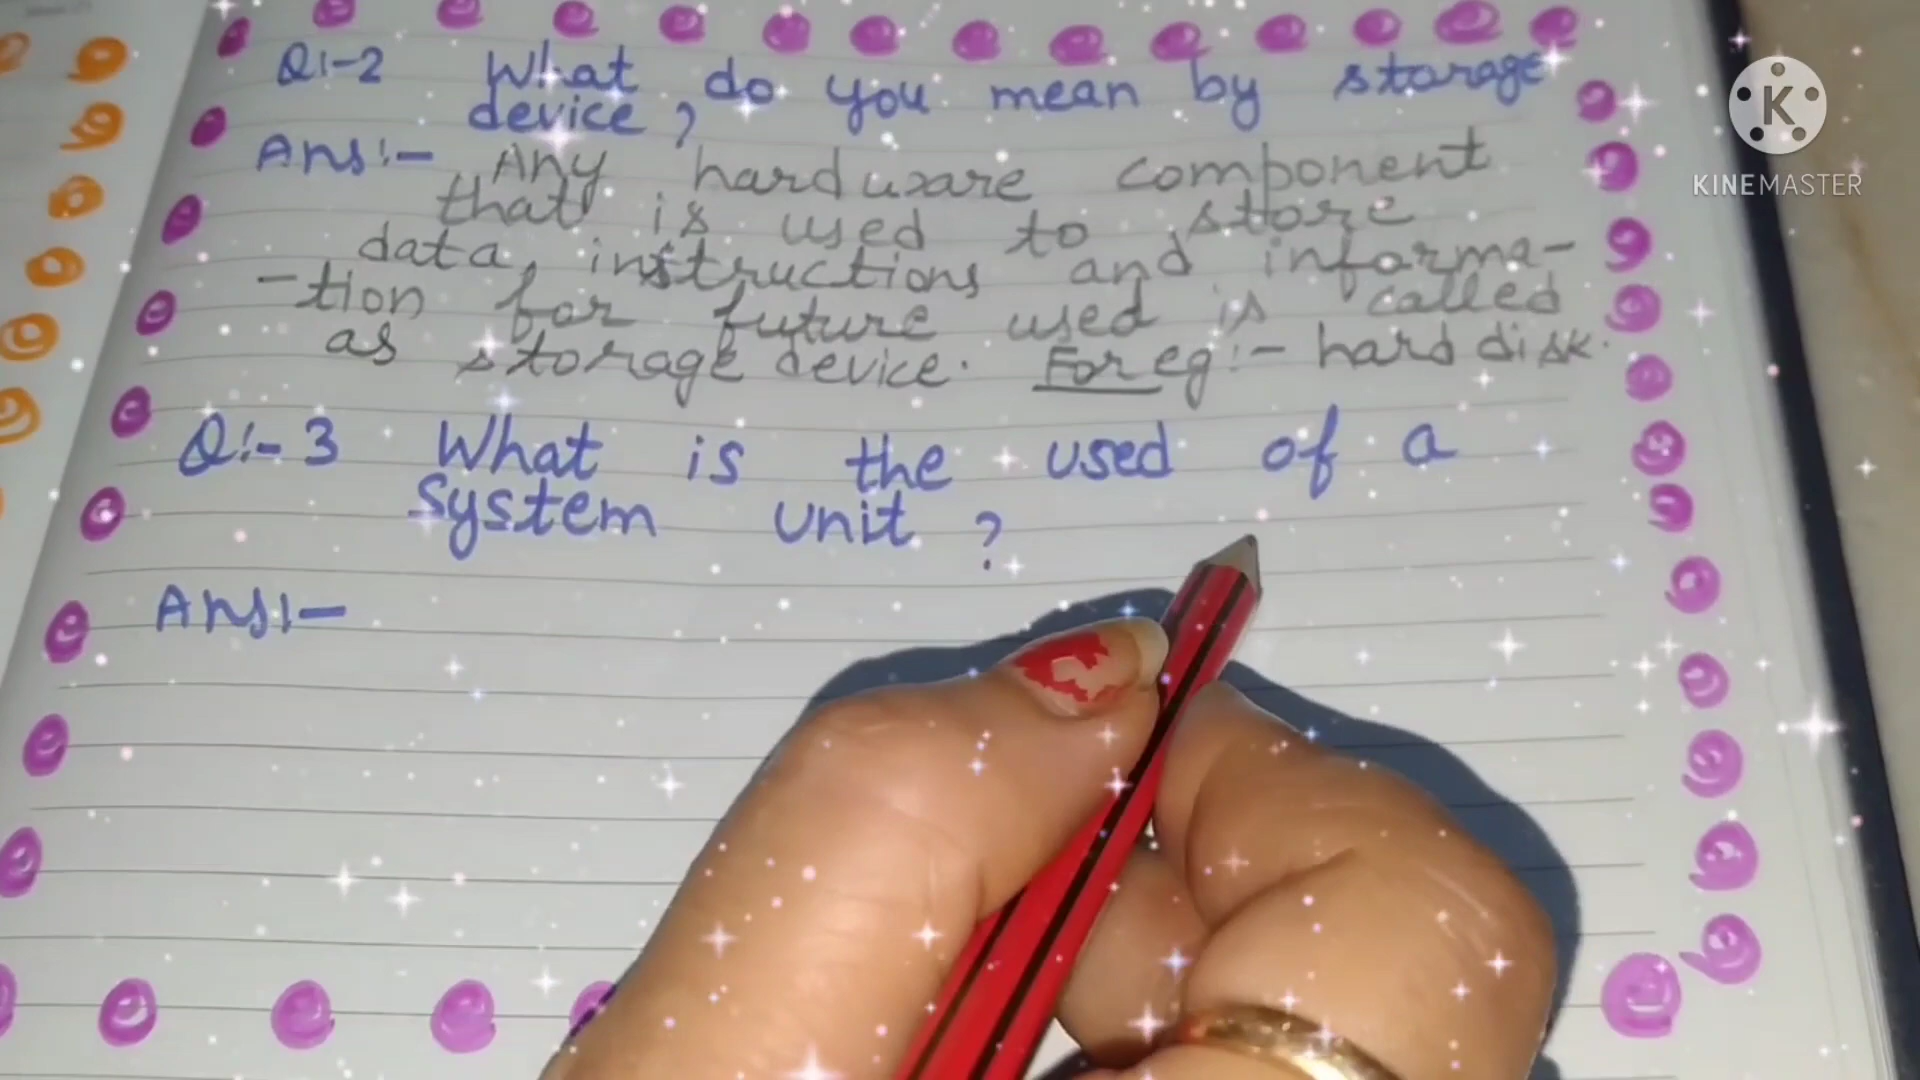 Q:-2 What do you mean by storage
device ?
Ans:- Any hardware component
that is used to store
data, instructions and informa-
-tion for future used is called
as storage device. For eg:- hard disk.
Q:- 3 What is the used of a
system unit ?
Ans:-
K
KINEMASTER